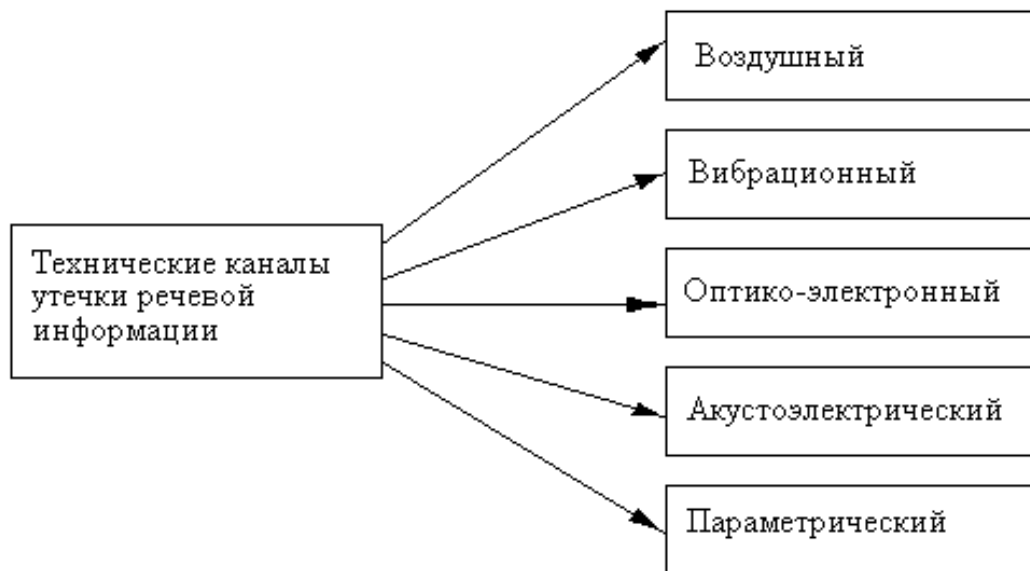 Технические каналы
утечки речевой
информации
Воздушный
Вибрационный
Оптико-электронный
Акустоэлектрический
Параметрический